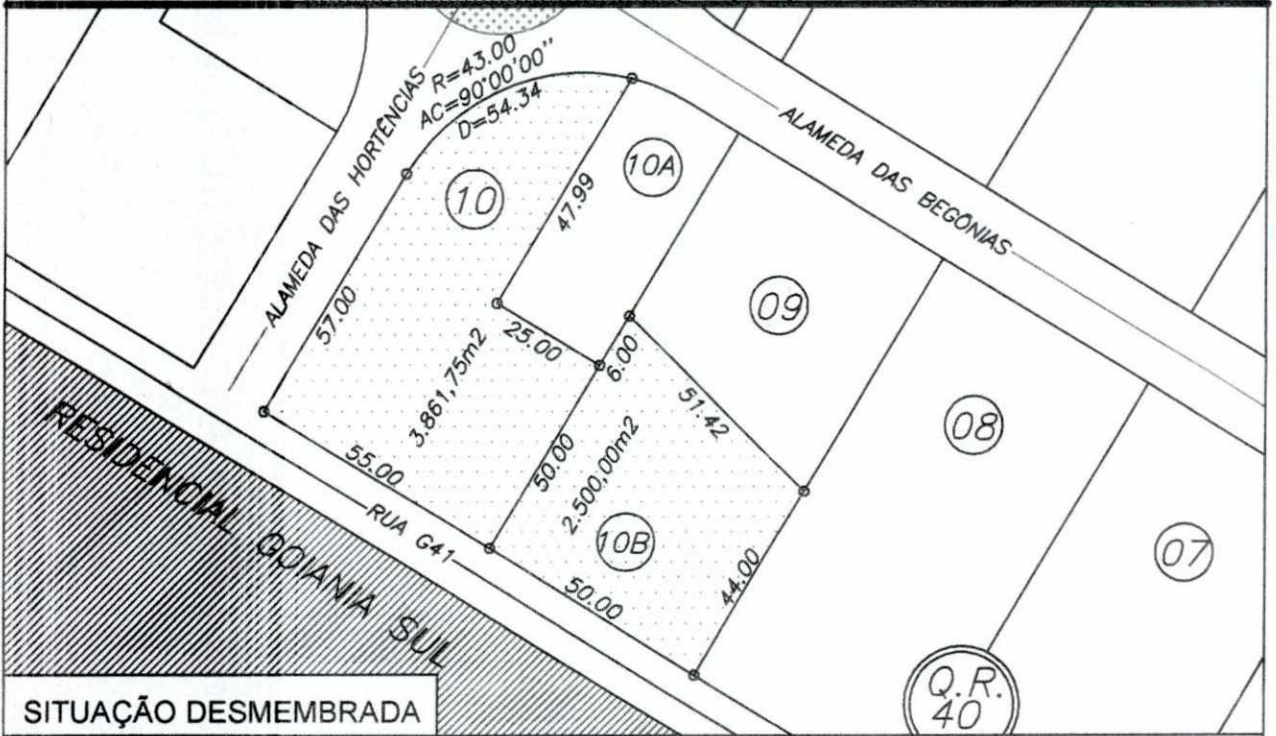 ALAMEDA DAS HORTÊNCIAS
R=43.00
AC=90°00'00"
D=54.34
10
10A
47.99
ALAMEDA DAS BEGÔNIAS
09
57.00
25.00
6.00
3.861,75m2
51.42
08
55.00
50.00
2.500,00m2
RUA G41
10B
07
50.00
44.00
RESIDENCIAL GOIANIA SUL
Q.R.
40
SITUAÇÃO DESMEMBRADA